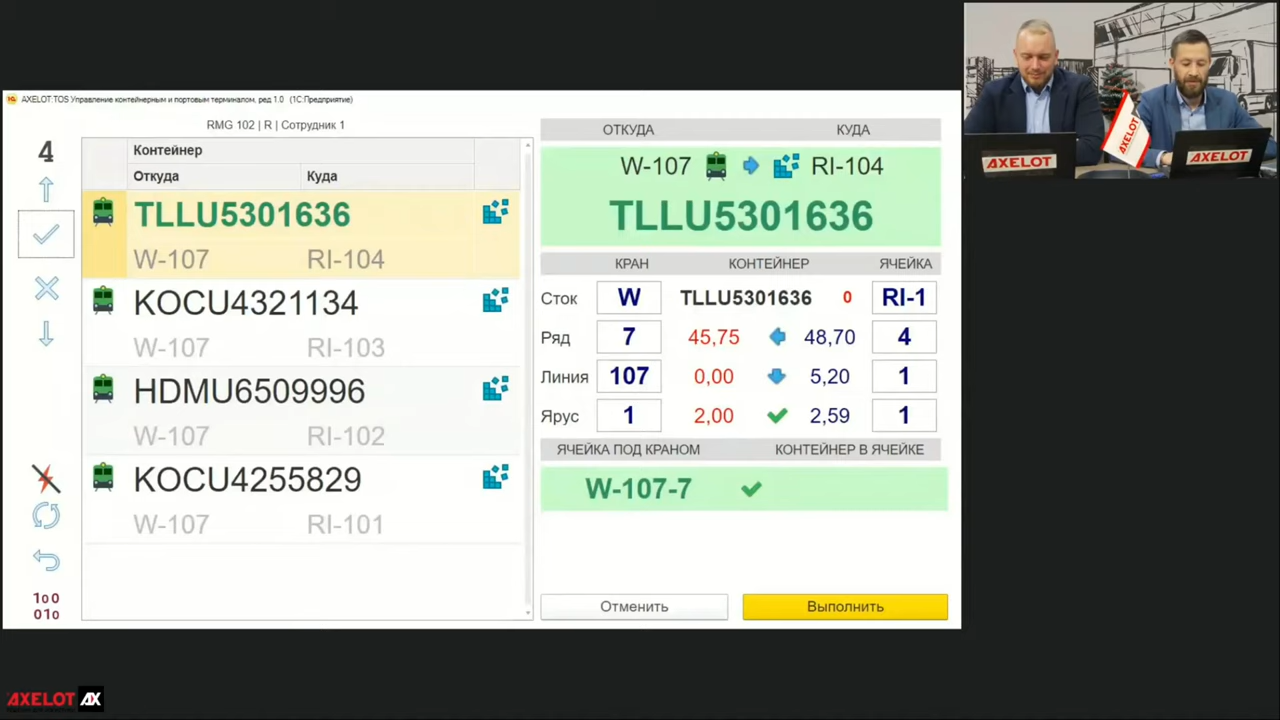 AXELOT:TOS Управление контейнерным и портовым терминалом, ред 1.0 (1С:Предприятие)
RMG 102 | R | Сотрудник 1
4
Контейнер
Откуда Куда
TLLU5301636
W-107 RI-104
KOCU4321134
W-107 RI-103
HDMU6509996
W-107 RI-102
KOCU4255829
W-107 RI-101
100
010
ОТКУДА КУДА
W-107 RI-104
TLLU5301636
КРАН КОНТЕЙНЕР ЯЧЕЙКА
Сток W TLLU5301636 0 RI-1
Ряд 7 45,75 48,70 4
Линия 107 0,00 5,20 1
Ярус 1 2,00 2,59 1
ЯЧЕЙКА ПОД КРАНОМ КОНТЕЙНЕР В ЯЧЕЙКЕ
W-107-7
Отменить Выполнить
AXELOT
AXELOT
AXELOT
AXELOT AX